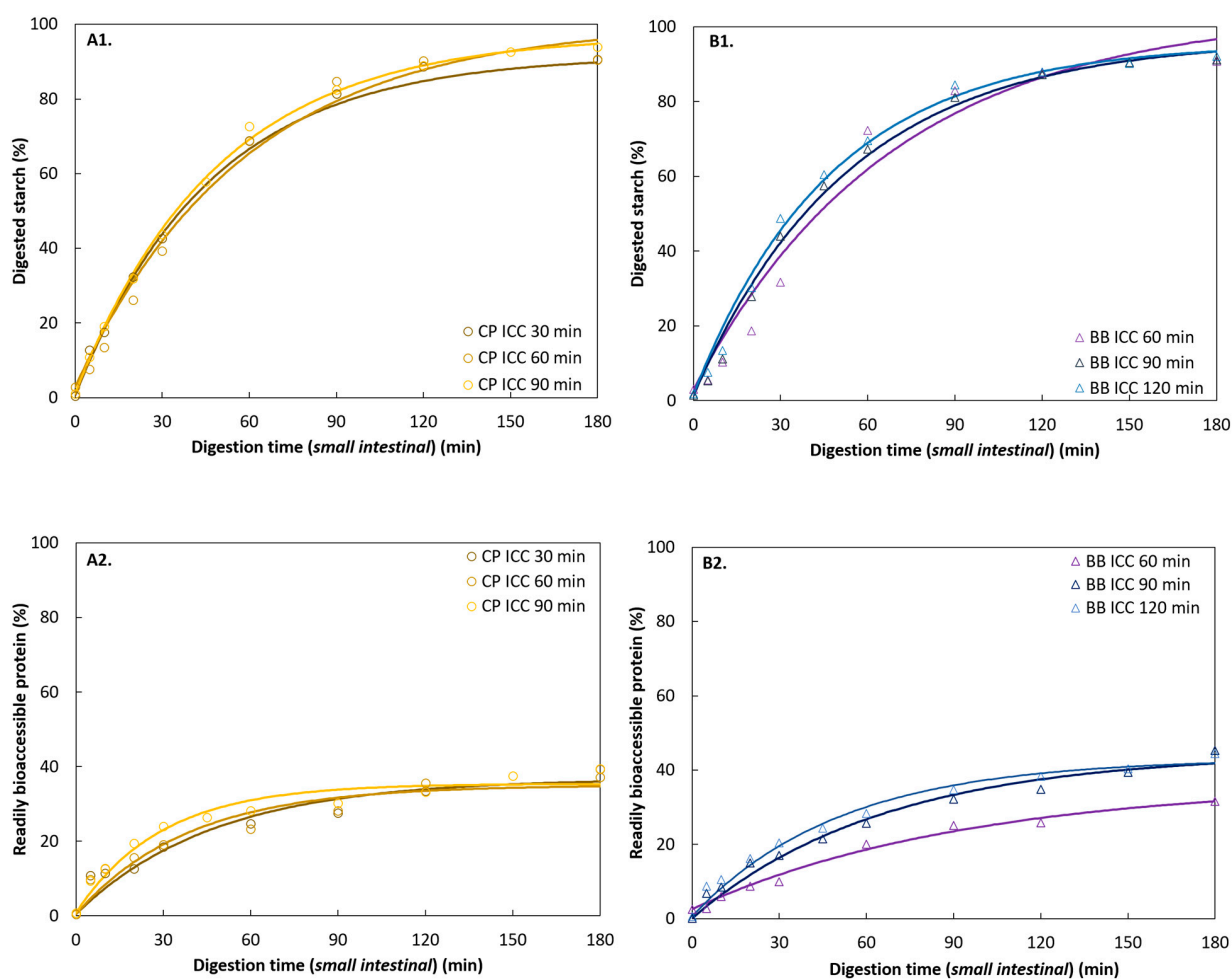 A1.
100
80
60
40
20
0
Digested starch (%)
CP ICC 30 min
CP ICC 60 min
CP ICC 90 min
0 30 60 90 120 150 180
Digestion time (small intestinal) (min)
B1.
100
80
60
40
20
0
Digested starch (%)
BB ICC 60 min
BB ICC 90 min
BB ICC 120 min
0 30 60 90 120 150 180
Digestion time (small intestinal) (min)
A2.
100
80
60
40
20
0
Readily bioaccessible protein (%)
CP ICC 30 min
CP ICC 60 min
CP ICC 90 min
0 30 60 90 120 150 180
Digestion time (small intestinal) (min)
B2.
100
80
60
40
20
0
Readily bioaccessible protein (%)
BB ICC 60 min
BB ICC 90 min
BB ICC 120 min
0 30 60 90 120 150 180
Digestion time (small intestinal) (min)